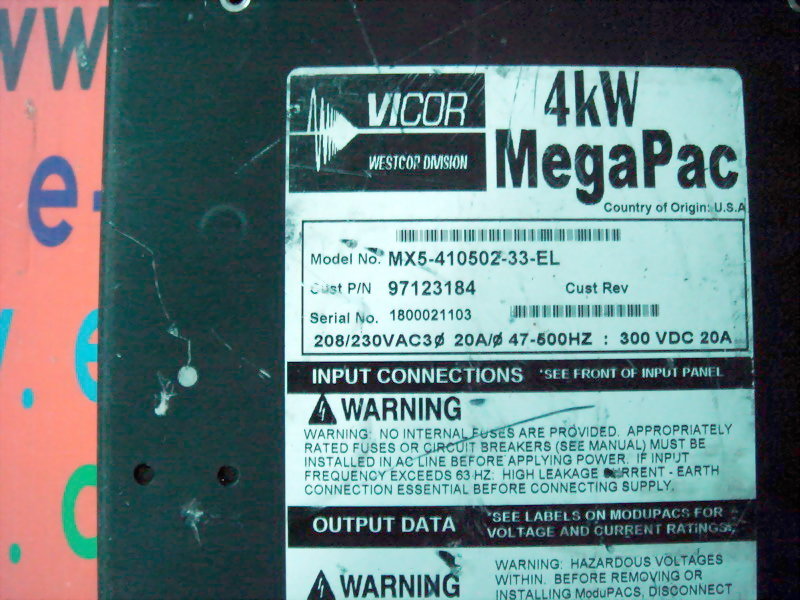 VICOR
WESTCOR DIVISION
4kW
MegaPac
Country of Origin: U.S.A
Model No. MX5-410502-33-EL
Cust P/N 97123184 Cust Rev
Serial No. 1800021103
208/230VAC3ø 20A/ø 47-500HZ : 300 VDC 20A
INPUT CONNECTIONS *SEE FRONT OF INPUT PANEL
WARNING
WARNING: NO INTERNAL FUSES ARE PROVIDED. APPROPRIATELY
RATED FUSES OR CIRCUIT BREAKERS (SEE MANUAL) MUST BE
INSTALLED IN AC LINE BEFORE APPLYING POWER. IF INPUT
FREQUENCY EXCEEDS 63 HZ: HIGH LEAKAGE CURRENT - EARTH
CONNECTION ESSENTIAL BEFORE CONNECTING SUPPLY.
OUTPUT DATA
*SEE LABELS ON MODUPACS FOR
VOLTAGE AND CURRENT RATINGS.
WARNING
WARNING: HAZARDOUS VOLTAGES
WITHIN. BEFORE REMOVING OR
INSTALLING ModuPACS, DISCONNECT